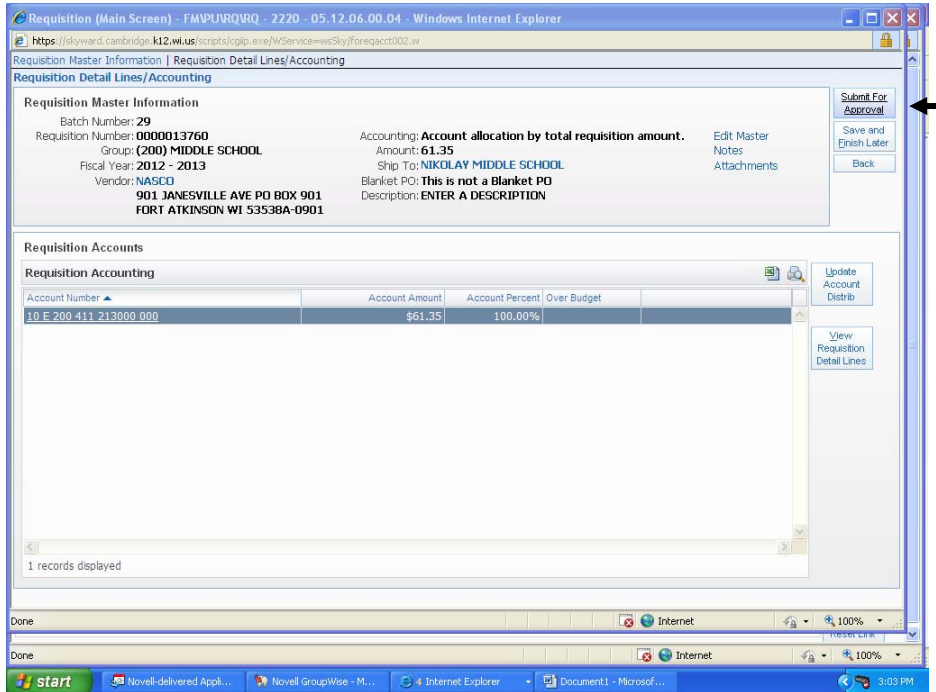 Requisition (Main Screen) - FM\PU\RQ\RQ - 2220 - 05.12.06.00.04 - Windows Internet Explorer
https://skyward.cambridge.k12.wi.us/scripts/cgiip.exe/WService=wsSky/foreqacct002.w
Requisition Master Information | Requisition Detail Lines/Accounting
Requisition Detail Lines/Accounting
Requisition Master Information
Batch Number: 29
Requisition Number: 0000013760
Group: (200) MIDDLE SCHOOL
Fiscal Year: 2012 - 2013
Vendor: NASCO
901 JANESVILLE AVE PO BOX 901
FORT ATKINSON WI 53538A-0901
Accounting: Account allocation by total requisition amount.
Amount: 61.35
Ship To: NIKOLAY MIDDLE SCHOOL
Blanket PO: This is not a Blanket PO
Description: ENTER A DESCRIPTION
Edit Master
Notes
Attachments
Submit For
Approval
Save and
Finish Later
Back
Requisition Accounts
Requisition Accounting
Account Number Account Amount Account Percent Over Budget
10 E 200 411 213000 000 $61.35 100.00%
Update
Account
Distrib
View
Requisition
Detail Lines
1 records displayed
Done Internet 100%
Reset Link
Done Internet 100%
start Novell-delivered Appli... Novell GroupWise - M... 4 Internet Explorer Document1 - Microsof... 3:03 PM